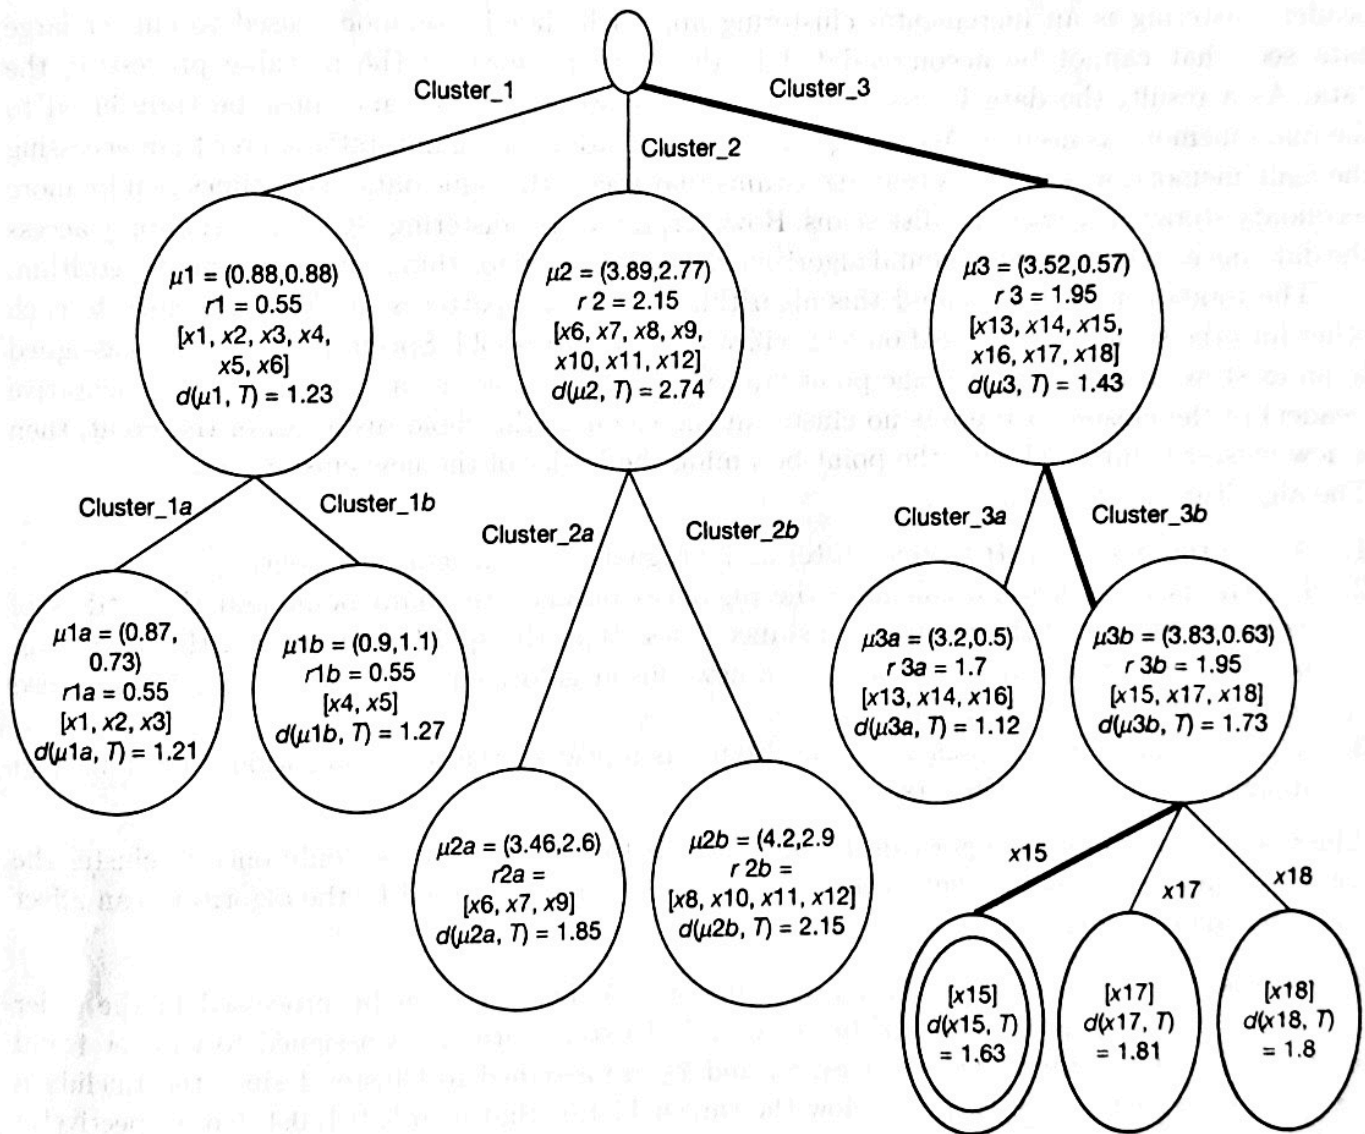 Cluster_1
Cluster_3
Cluster_2
μ1 = (0.88,0.88)
r1 = 0.55
[x1, x2, x3, x4,
x5, x6]
d(μ1, T) = 1.23
μ2 = (3.89,2.77)
r 2 = 2.15
[x6, x7, x8, x9,
x10, x11, x12]
d(μ2, T) = 2.74
μ3 = (3.52,0.57)
r 3 = 1.95
[x13, x14, x15,
x16, x17, x18]
d(μ3, T) = 1.43
Cluster_1a
Cluster_1b
Cluster_2a
Cluster_2b
Cluster_3a
Cluster_3b
μ1a = (0.87,
0.73)
r1a = 0.55
[x1, x2, x3]
d(μ1a, T) = 1.21
μ1b = (0.9,1.1)
r1b = 0.55
[x4, x5]
d(μ1b, T) = 1.27
μ3a = (3.2,0.5)
r 3a = 1.7
[x13, x14, x16]
d(μ3a, T) = 1.12
μ3b = (3.83,0.63)
r 3b = 1.95
[x15, x17, x18]
d(μ3b, T) = 1.73
μ2a = (3.46,2.6)
r2a =
[x6, x7, x9]
d(μ2a, T) = 1.85
μ2b = (4.2,2.9
r 2b =
[x8, x10, x11, x12]
d(μ2b, T) = 2.15
x15
x17
x18
[x15]
d(x15, T)
= 1.63
[x17]
d(x17, T)
= 1.81
[x18]
d(x18, T)
= 1.8